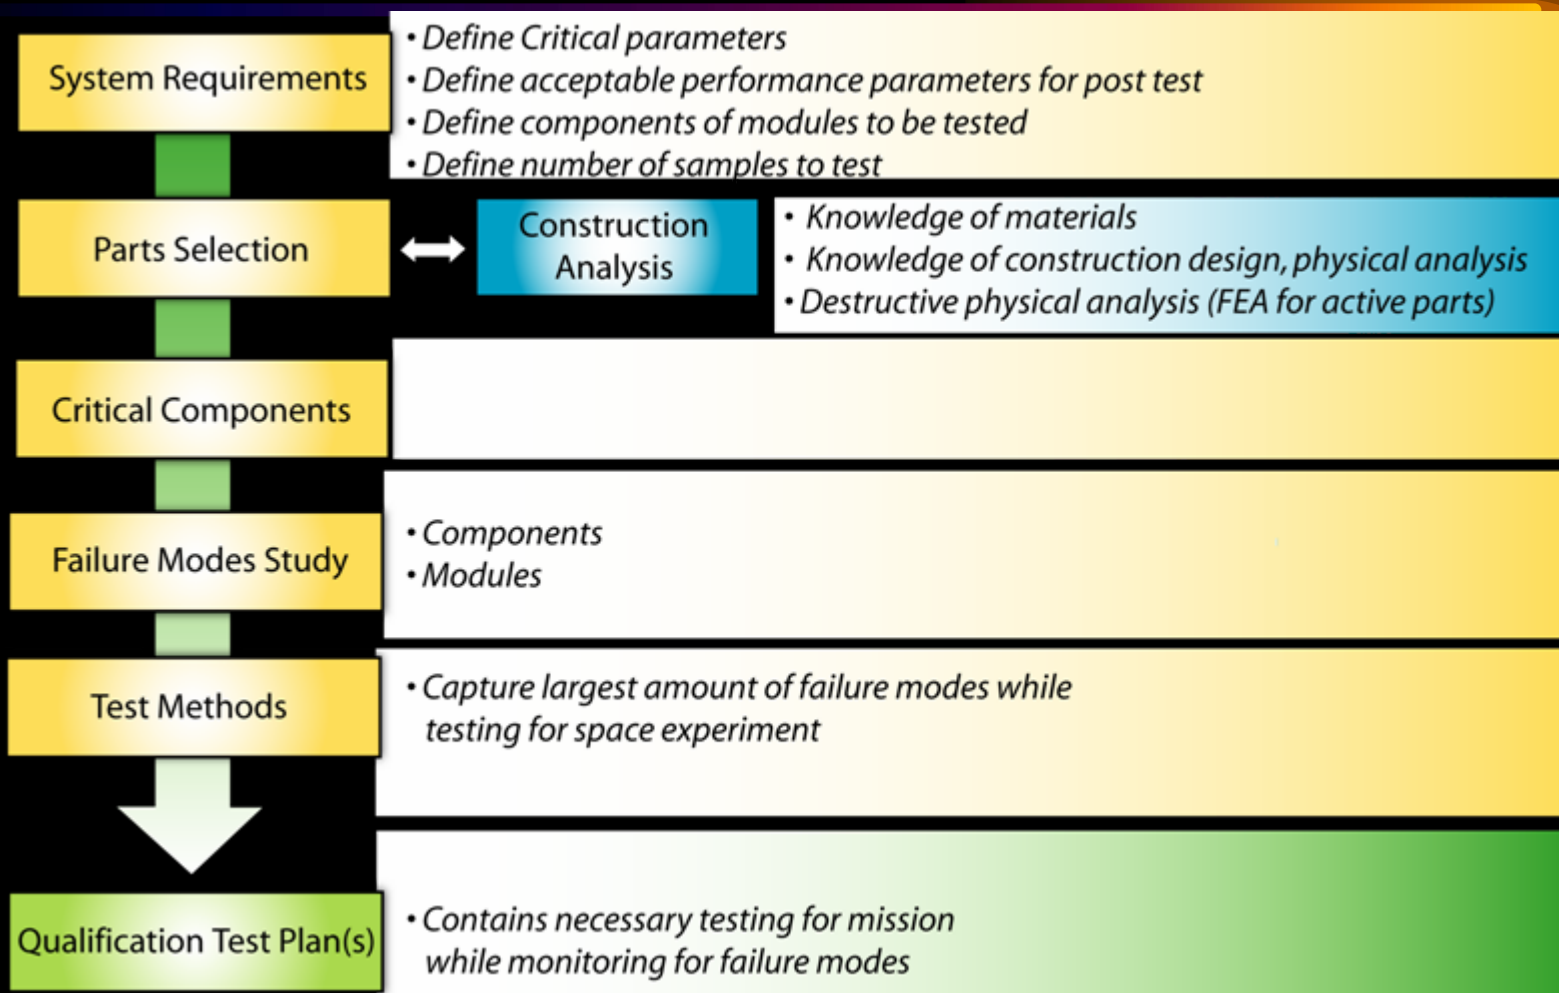 System Requirements
• Define Critical parameters
• Define acceptable performance parameters for post test
• Define components of modules to be tested
• Define number of samples to test
Parts Selection
Construction
Analysis
• Knowledge of materials
• Knowledge of construction design, physical analysis
• Destructive physical analysis (FEA for active parts)
Critical Components
Failure Modes Study
• Components
• Modules
Test Methods
• Capture largest amount of failure modes while
testing for space experiment
Qualification Test Plan(s)
• Contains necessary testing for mission
while monitoring for failure modes